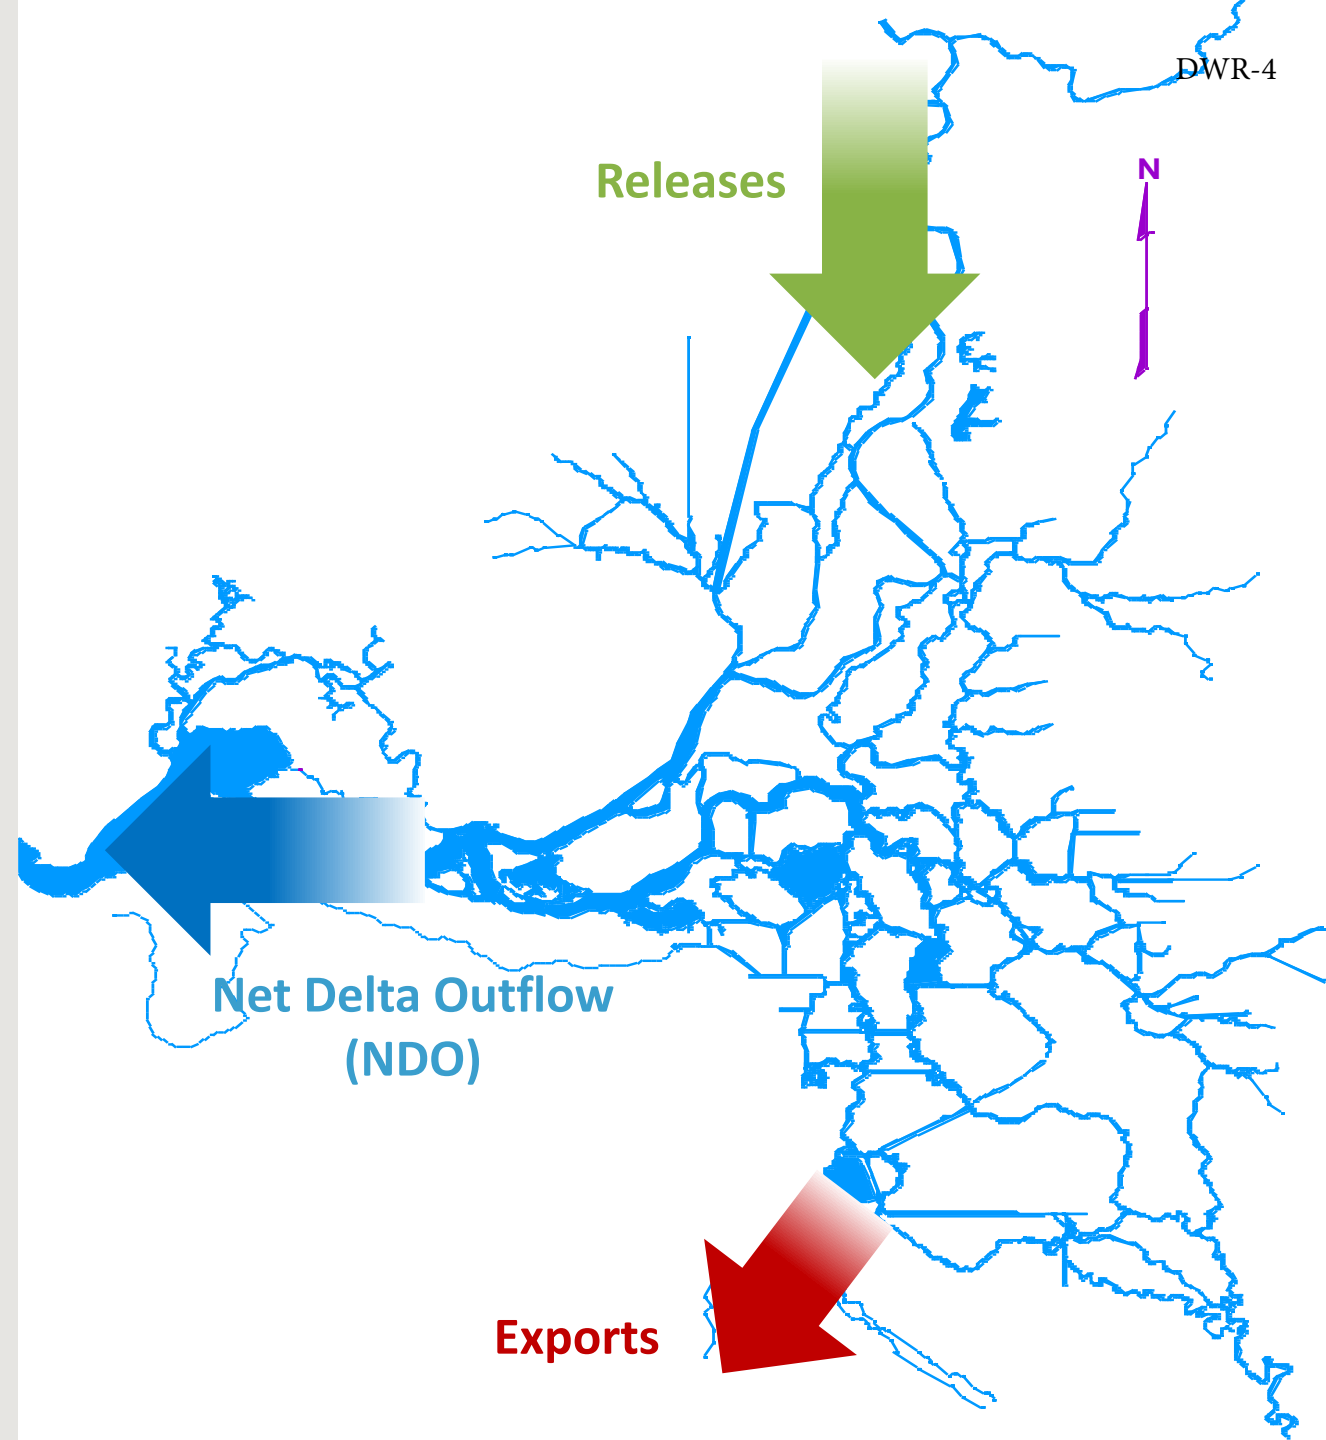 DWR-4
Releases
N
Net Delta Outflow
(NDO)
Exports